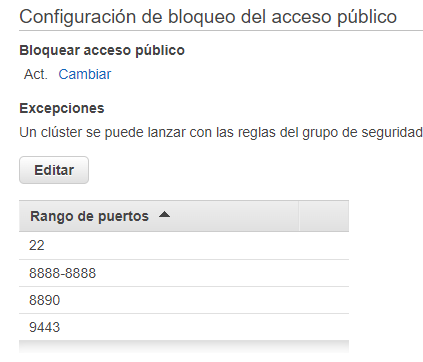 Configuración de bloqueo del acceso público
Bloquear acceso público
Act. Cambiar
Excepciones
Un clúster se puede lanzar con las reglas del grupo de seguridad
Editar
Rango de puertos
22
8888-8888
8890
9443